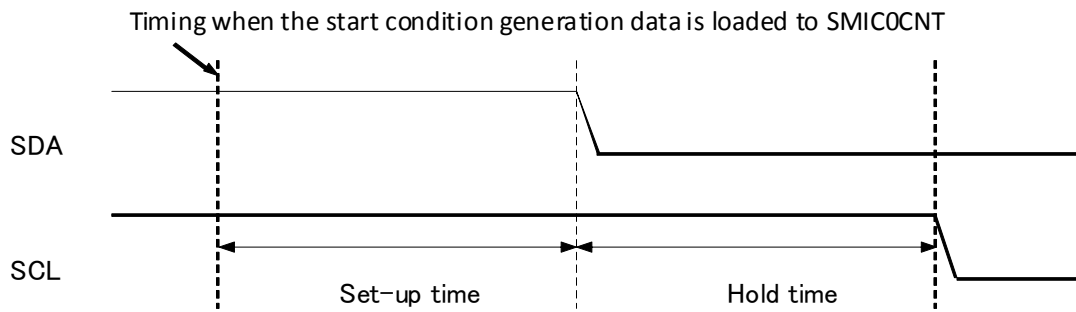 Timing when the start condition generation data is loaded to SMIC0CNT
SDA
SCL
Set-up time
Hold time